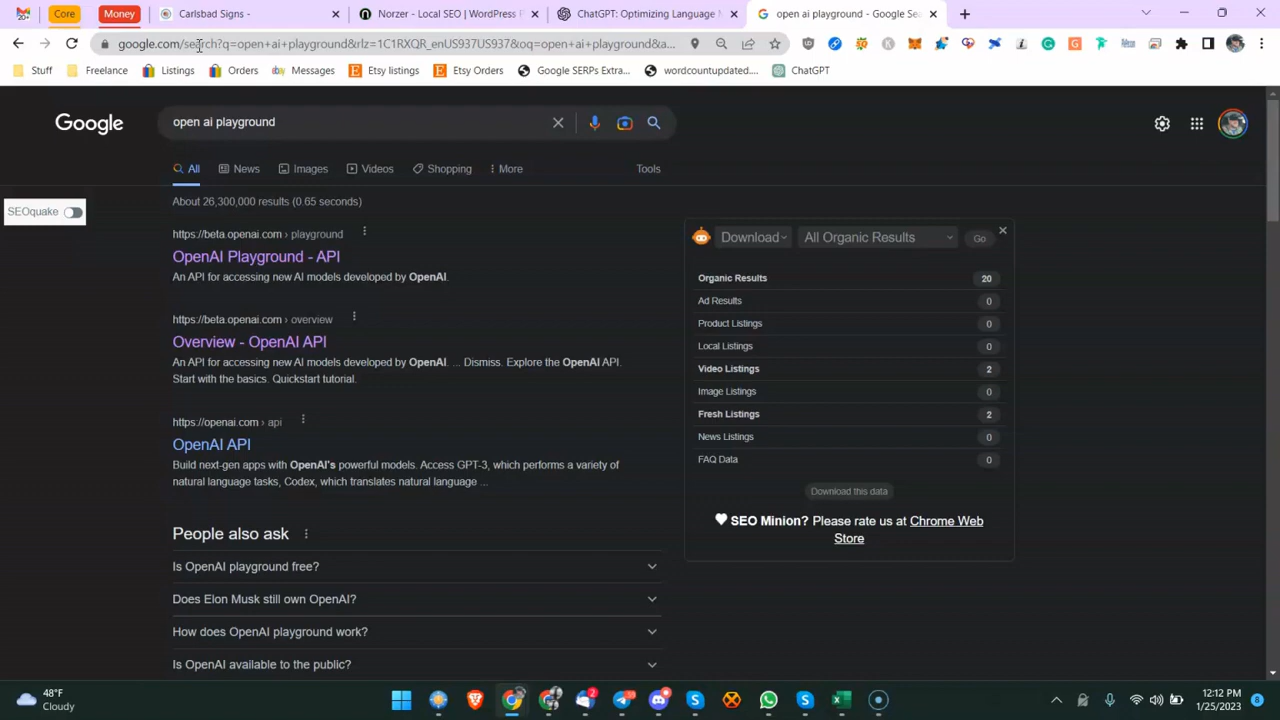 Core
Money
Carlsbad Signs -
Norzer - Local SEO | Wordpress
ChatGPT: Optimizing Language
open ai playground - Google Sea
google.com/search?q=open+ai+playground&rlz=1C1RXQR_enUS937US937&oq=open+ai+playground&a...
Stuff
Freelance
Listings
Orders
Messages
Etsy listings
Etsy Orders
Google SERPs Extra...
wordcountupdated....
ChatGPT
Google
open ai playground
All
News
Images
Videos
Shopping
More
Tools
SEOquake
About 26,300,000 results (0.65 seconds)
https://beta.openai.com › playground
OpenAI Playground - API
An API for accessing new AI models developed by OpenAI.
https://beta.openai.com › overview
Overview - OpenAI API
An API for accessing new AI models developed by OpenAI. ... Dismiss. Explore the OpenAI API.
Start with the basics. Quickstart tutorial.
https://openai.com › api
OpenAI API
Build next-gen apps with OpenAI's powerful models. Access GPT-3, which performs a variety of
natural language tasks, Codex, which translates natural language ...
People also ask
Is OpenAI playground free?
Does Elon Musk still own OpenAI?
How does OpenAI playground work?
Is OpenAI available to the public?
Download
All Organic Results
Go
Organic Results 20
Ad Results 0
Product Listings 0
Local Listings 0
Video Listings 2
Image Listings 0
Fresh Listings 2
News Listings 0
FAQ Data 0
Download this data
SEO Minion? Please rate us at Chrome Web
Store
48°F
Cloudy
12:12 PM
1/25/2023